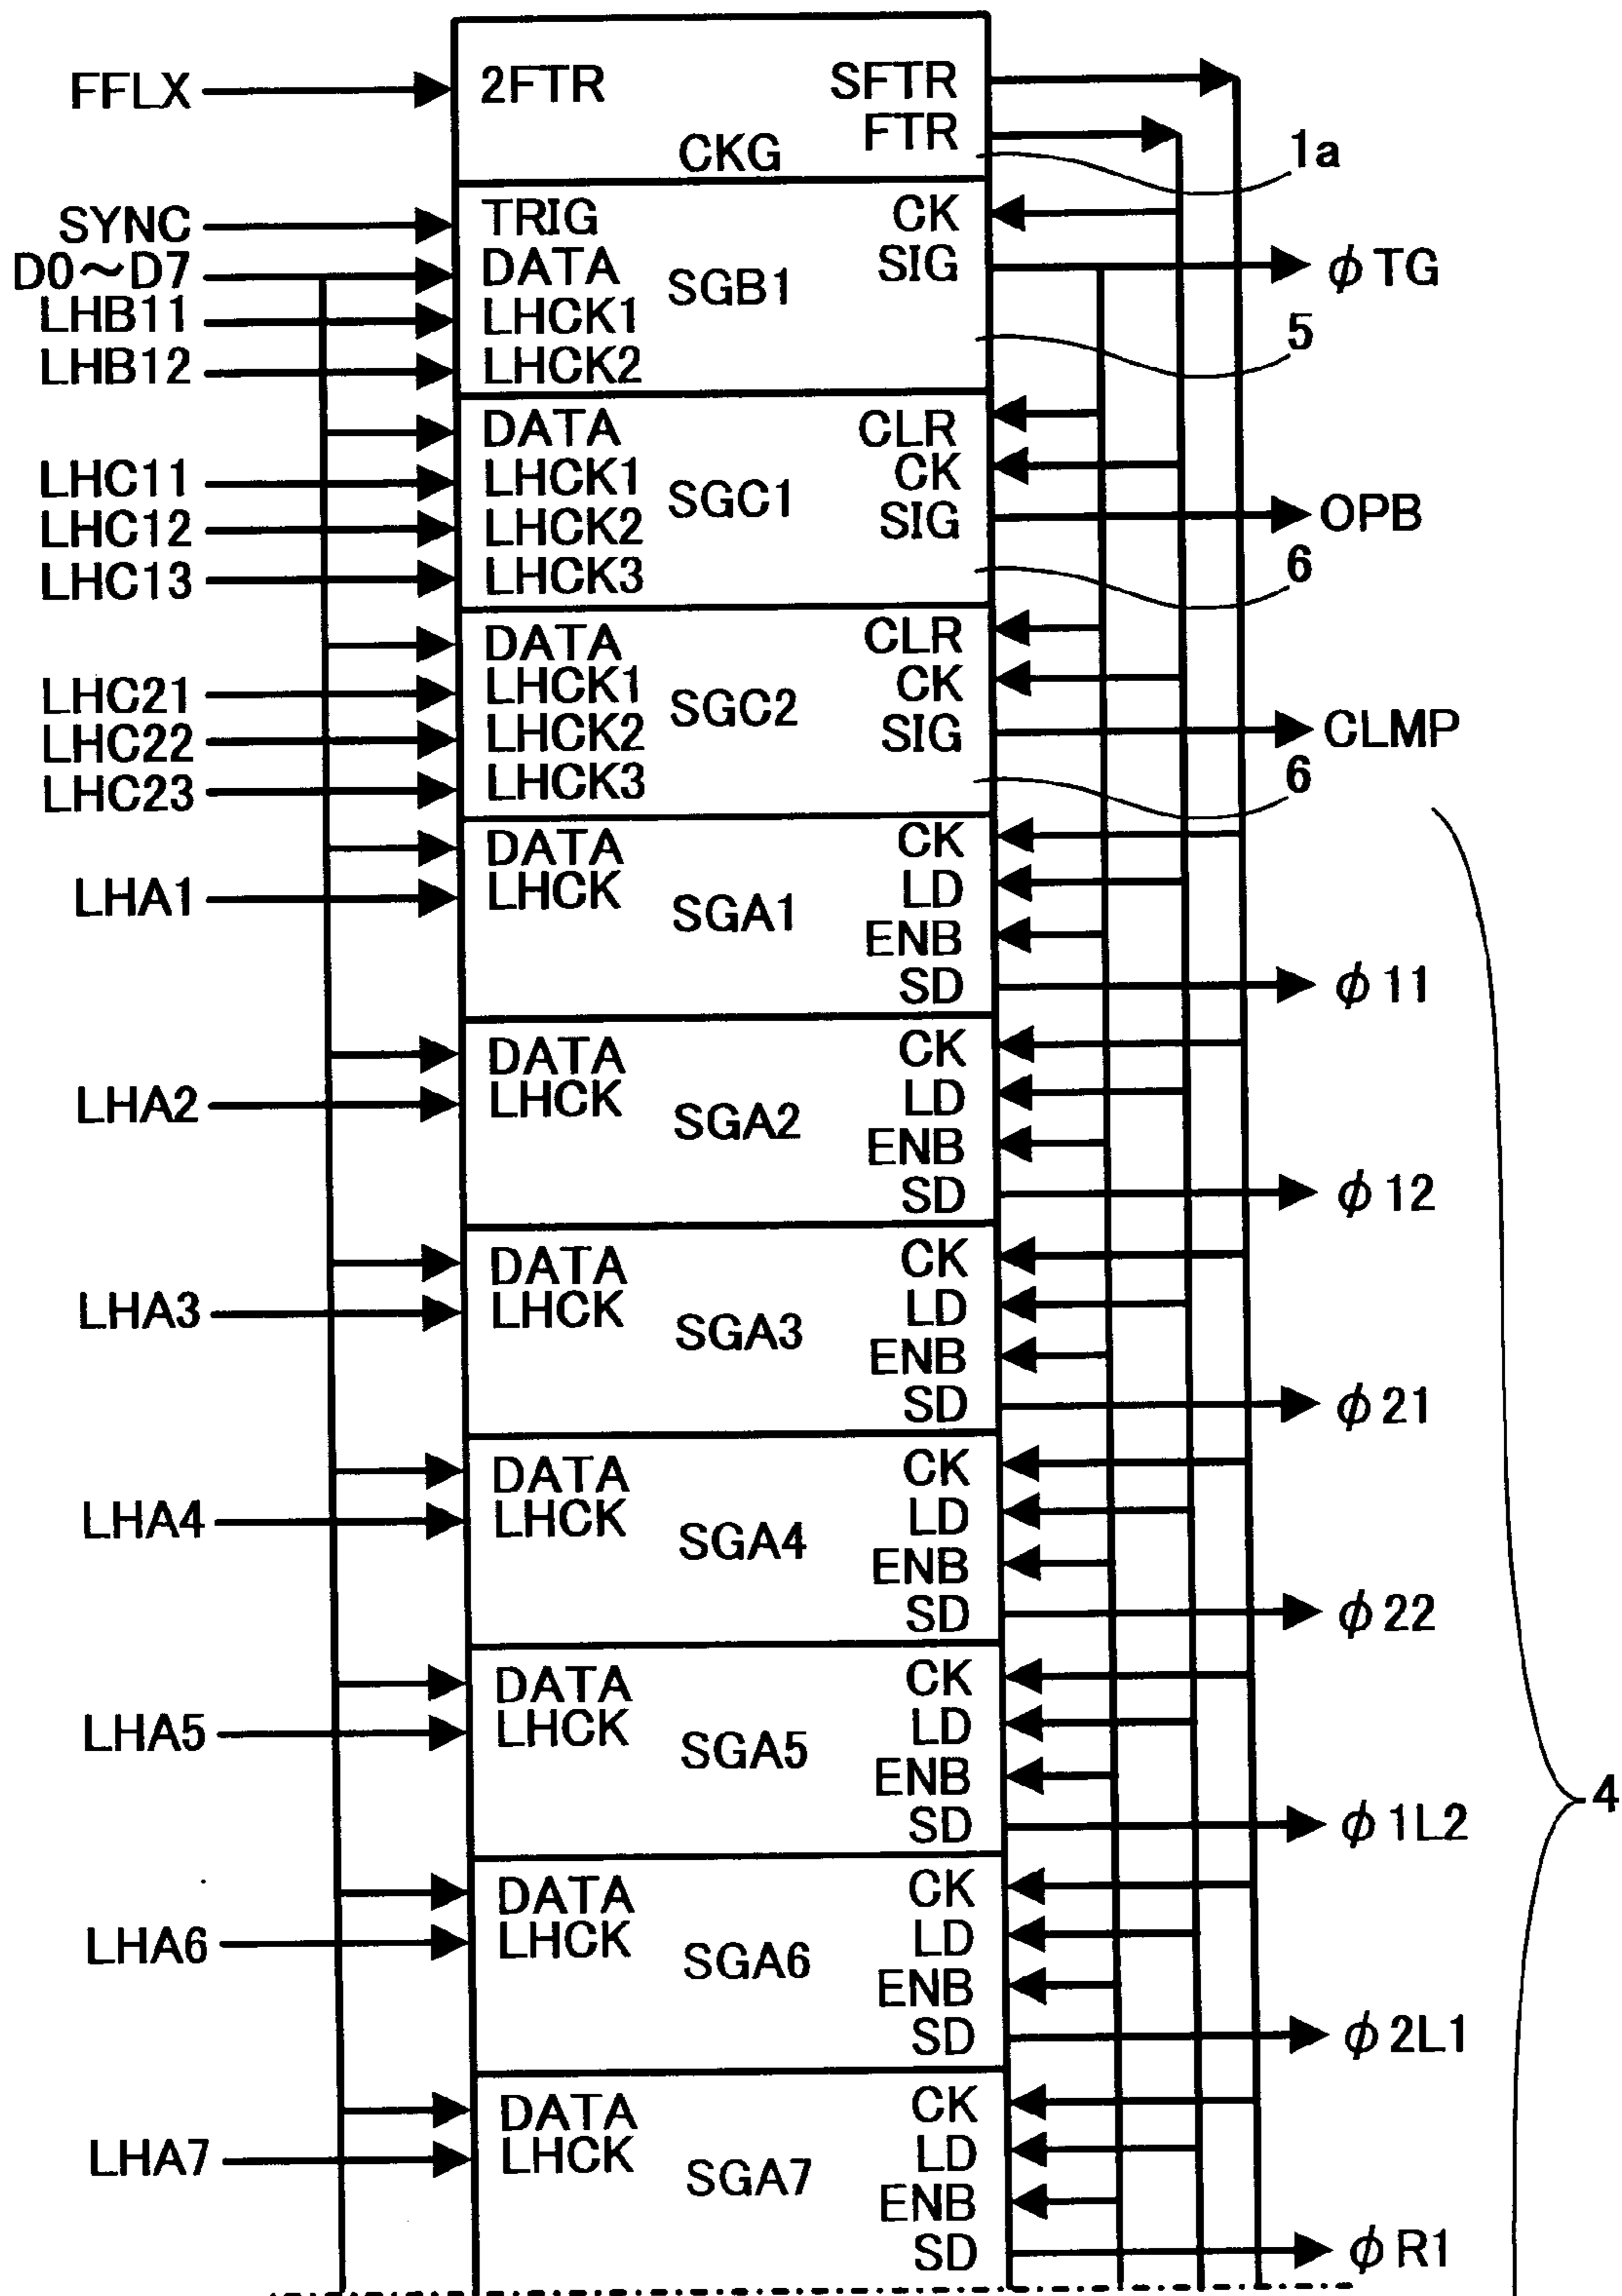 FFLX 2FTR SFTR
FTR
CKG 1a
SYNC TRIG CK
D0～D7 DATA SGB1 SIG φTG
LHB11 LHCK1 5
LHB12 LHCK2
DATA CLR
LHC11 LHCK1 SGC1 CK
LHC12 LHCK2 SIG OPB
LHC13 LHCK3 6
DATA CLR
LHC21 LHCK1 SGC2 CK
LHC22 LHCK2 SIG CLMP
LHC23 LHCK3 6
DATA CK
LHA1 LHCK SGA1 LD
ENB
SD φ11
DATA CK
LHA2 LHCK SGA2 LD
ENB
SD φ12
DATA CK
LHA3 LHCK SGA3 LD
ENB
SD φ21
DATA CK
LHA4 LHCK SGA4 LD
ENB
SD φ22
DATA CK
LHA5 LHCK SGA5 LD
ENB 4
SD φ1L2
DATA CK
LHA6 LHCK SGA6 LD
ENB
SD φ2L1
DATA CK
LHA7 LHCK SGA7 LD
ENB
SD φR1